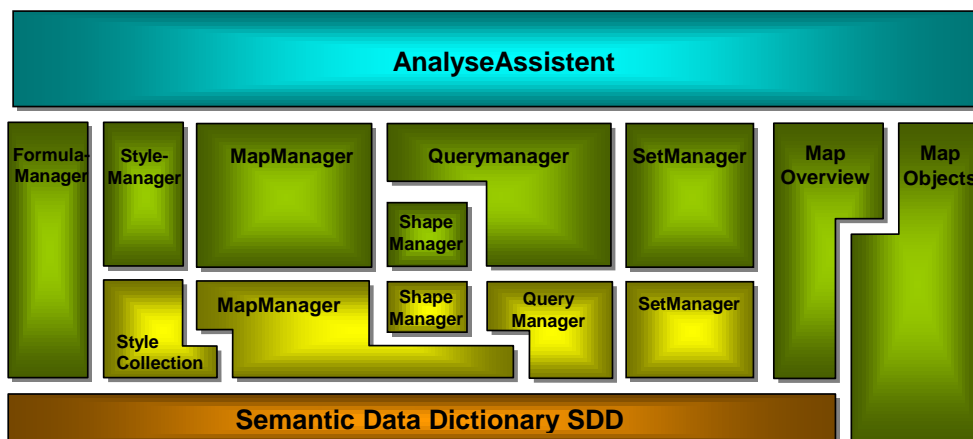 AnalyseAssistent
Formula-
Manager
Style-
Manager
MapManager
Querymanager
SetManager
Map
Overview
Map
Objects
Shape
Manager
MapManager
Shape
Manager
Query
Manager
SetManager
Style
Collection
Semantic Data Dictionary SDD